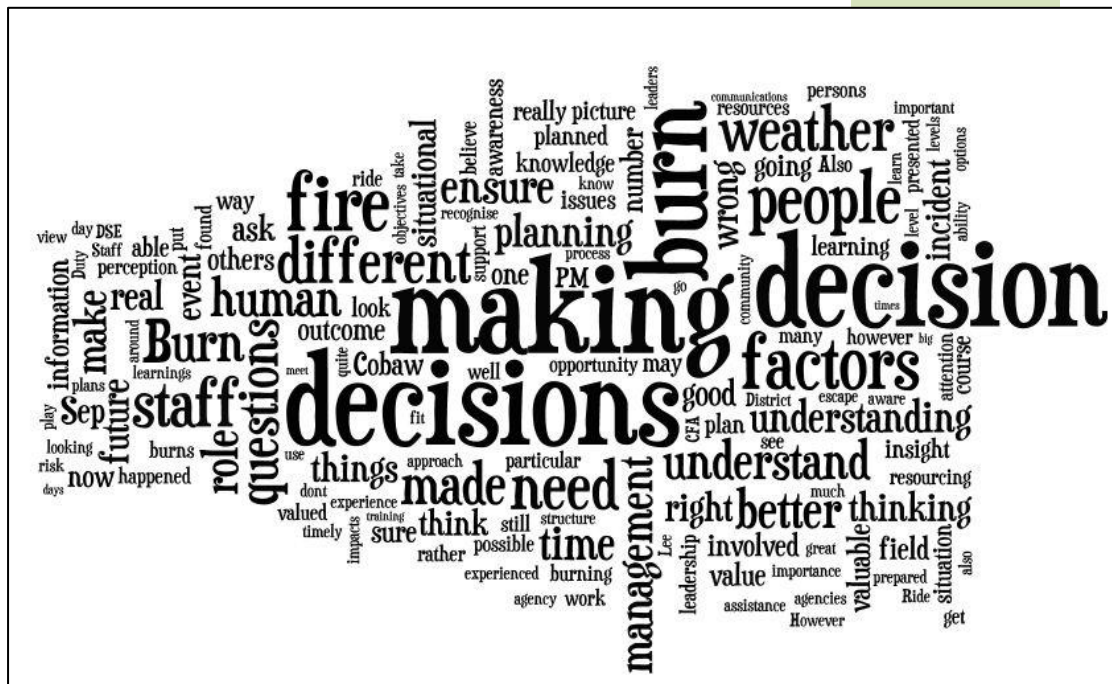 making
decision
decisions
burn
fire
different
human
weather
people
factors
staff
questions
Burn
need
made
management
understand
understanding
better
time
planning
ensure
role
real
make
event
future
Sep
now
things
think
sure
right
thinking
good
plan
wrong
number
situational
awareness
really picture
planned
knowledge
know
issues
believe
recognise
support
process
one
PM
go
leaders
communications
resources
persons
important
levels
options
presented
learn
level
incident
ability
going
Also
learning
community
times
many
however
big
attention
course
opportunity
may
District
escape
aware
CFA
see
insight
resourcing
much
involved
great
field
value
importance
valuable
prepared
situation
also
Ride
get
assistance
agencies
However
leadership
Lee
ride
take
objectives
way
ask
others
look
outcome
Cobaw
quite
meet
well
fit
use
approach
particular
dont
experience
training
valued
timely
impacts
still
structure
rather
possible
experienced
burning
agency
work
view
day
DSE
Duty
Staff
able
put
found
perception
information
around
learnings
plans
play
looking
risk
days
burns
happened